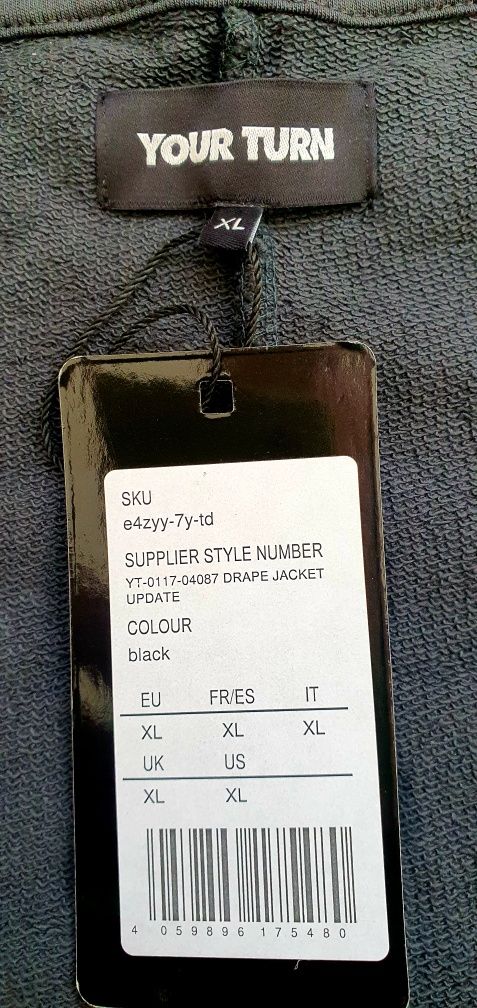 YOUR TURN
XL
SKU
e4zyy-7y-td
SUPPLIER STYLE NUMBER
YT-0117-04087 DRAPE JACKET
UPDATE
COLOUR
black
EU FR/ES IT
XL XL XL
UK US
XL XL
4 059896 175480